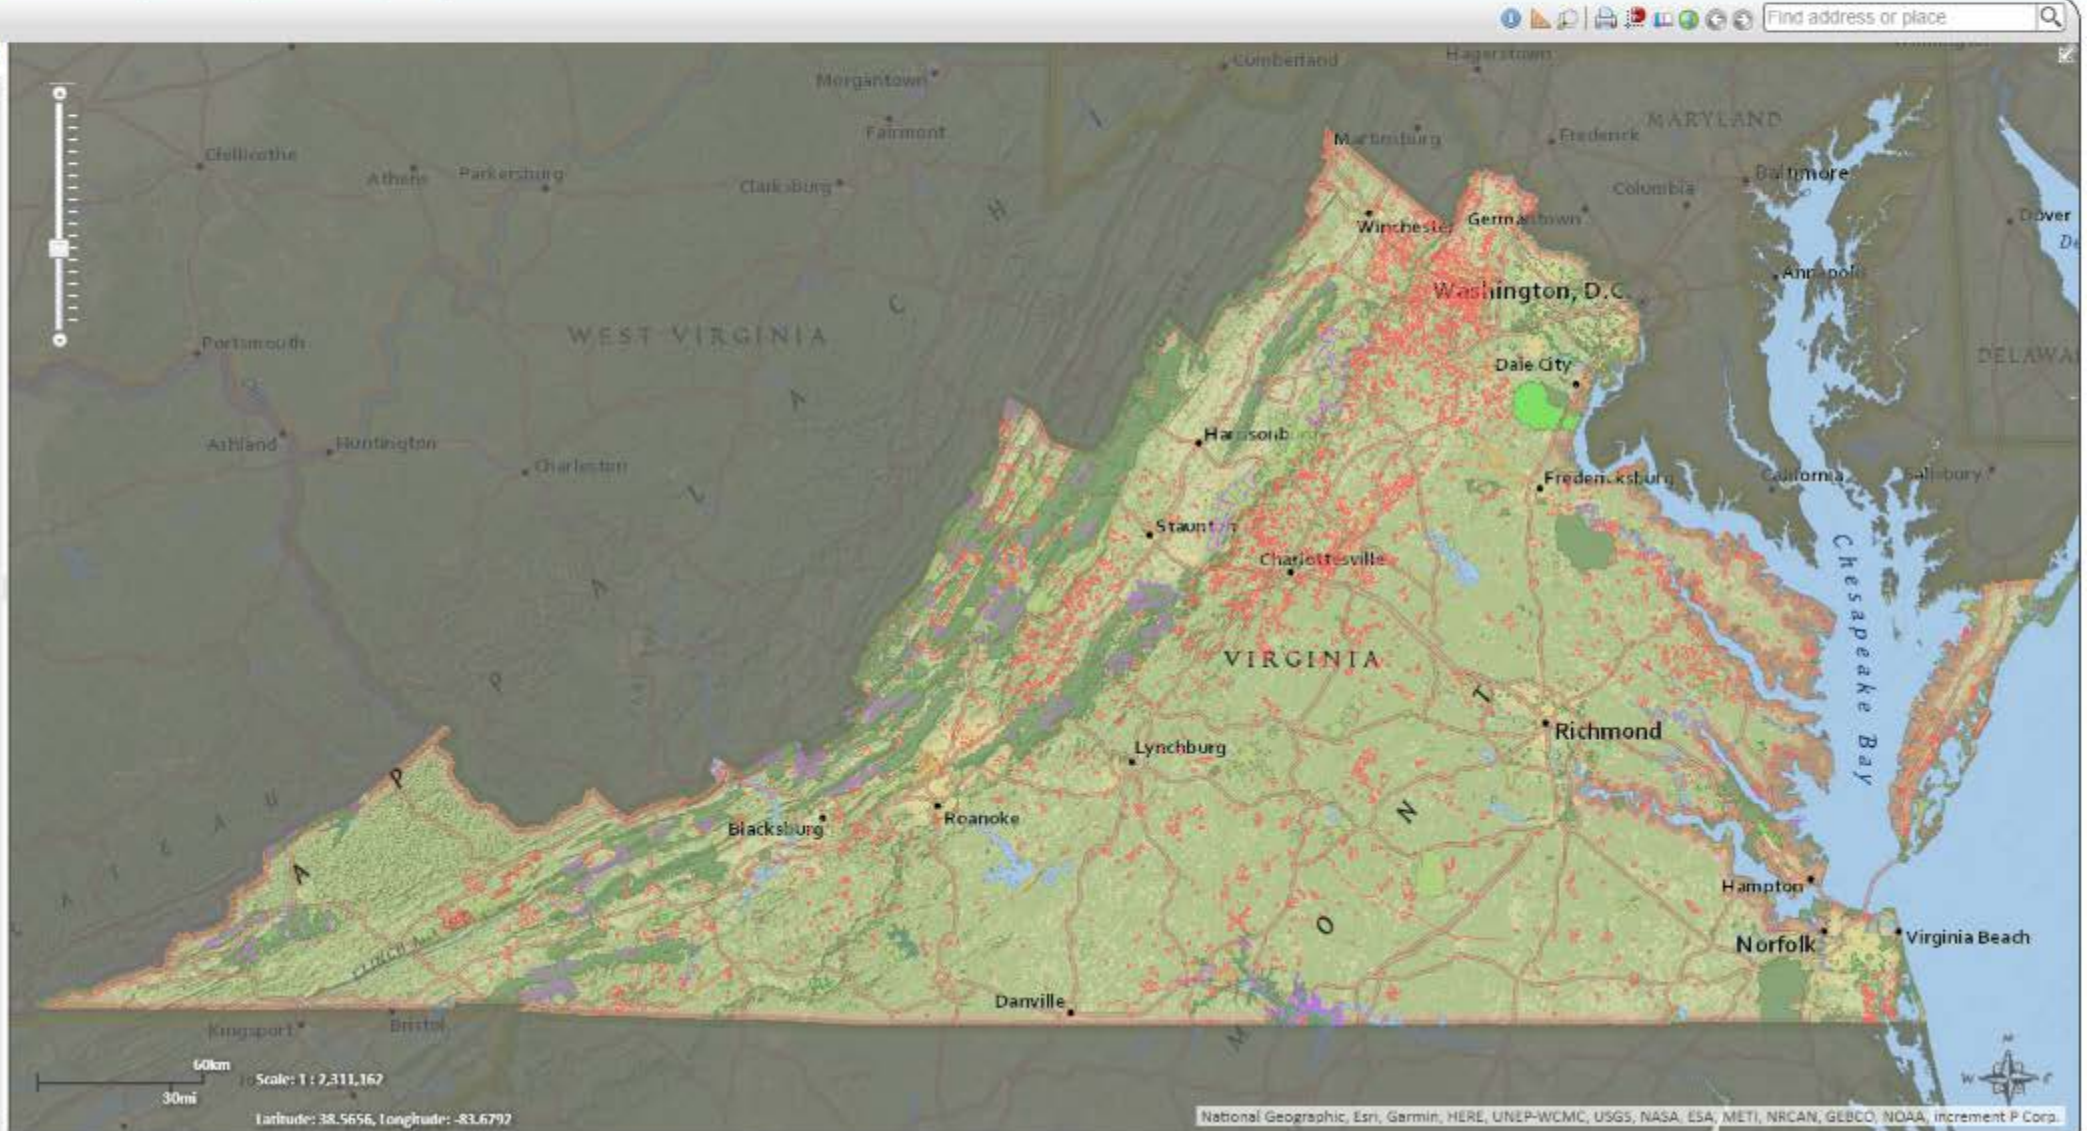 Find address or place
Cumberland
Hagerstown
Morgantown
Fairmont
Martinsburg
Frederick
MARYLAND
Chillicothe
Athens
Parkersburg
Clarksburg
Columbia
Baltimore
Winchester
Germantown
Dover
De
Annapolis
Washington, D.C.
WEST VIRGINIA
Portsmouth
DELAWA
Dale City
Ashland
Huntington
Charleston
Harrisonburg
Fredericksburg
California
Salisbury
Staunton
Charlottesville
Chesapeake Bay
VIRGINIA
Richmond
Lynchburg
Blacksburg
Roanoke
Hampton
Norfolk
Virginia Beach
Danville
Kingsport
Bristol
A P P A L A C H I
P L A T E A U
M O N T
60km
Scale: 1 : 2,311,162
30mi
Latitude: 38.5656, Longitude: -83.6792
N
W E
National Geographic, Esri, Garmin, HERE, UNEP-WCMC, USGS, NASA, ESA, METI, NRCAN, GEBCO, NOAA, increment P Corp.